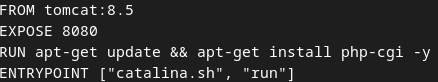 FROM tomcat:8.5
EXPOSE 8080
RUN apt-get update && apt-get install php-cgi -y
ENTRYPOINT ["catalina.sh", "run"]